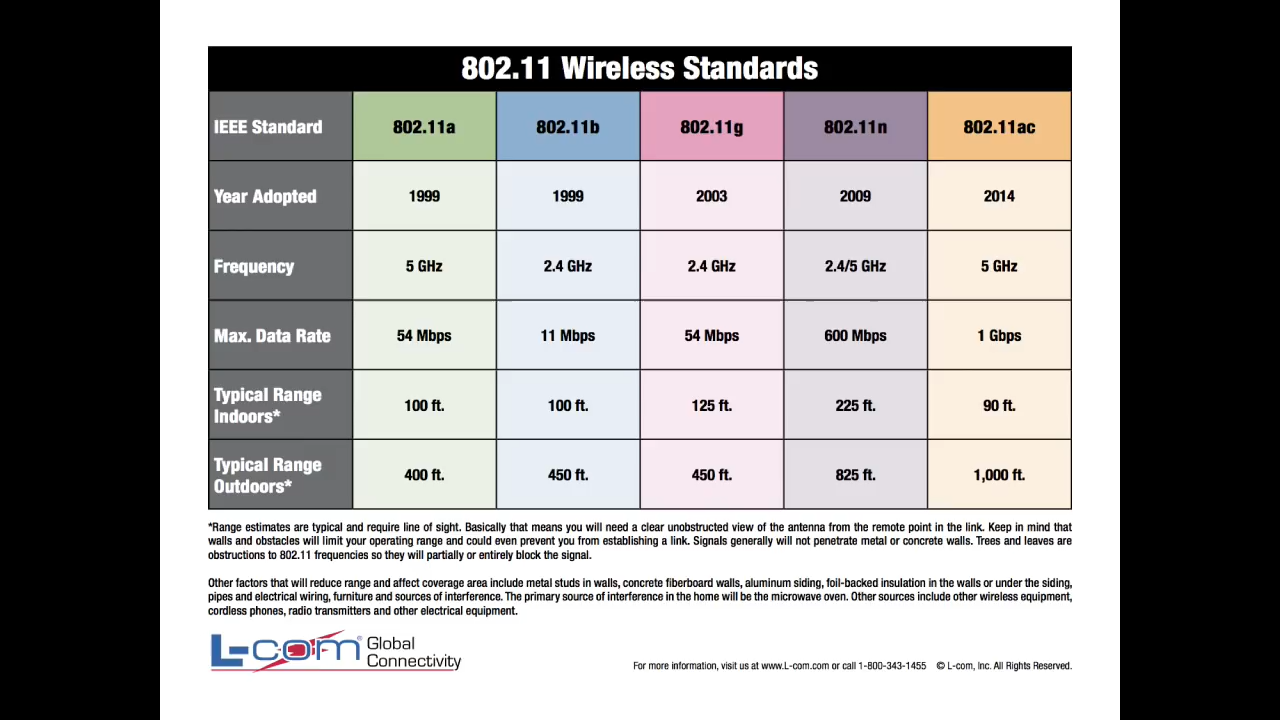 802.11 Wireless Standards
IEEE Standard 802.11a 802.11b 802.11g 802.11n 802.11ac
Year Adopted 1999 1999 2003 2009 2014
Frequency 5 GHz 2.4 GHz 2.4 GHz 2.4/5 GHz 5 GHz
Max. Data Rate 54 Mbps 11 Mbps 54 Mbps 600 Mbps 1 Gbps
Typical Range
Indoors* 100 ft. 100 ft. 125 ft. 225 ft. 90 ft.
Typical Range
Outdoors* 400 ft. 450 ft. 450 ft. 825 ft. 1,000 ft.
*Range estimates are typical and require line of sight. Basically that means you will need a clear unobstructed view of the antenna from the remote point in the link. Keep in mind that
walls and obstacles will limit your operating range and could even prevent you from establishing a link. Signals generally will not penetrate metal or concrete walls. Trees and leaves are
obstructions to 802.11 frequencies so they will partially or entirely block the signal.
Other factors that will reduce range and affect coverage area include metal studs in walls, concrete fiberboard walls, aluminum siding, foil-backed insulation in the walls or under the siding,
pipes and electrical wiring, furniture and sources of interference. The primary source of interference in the home will be the microwave oven. Other sources include other wireless equipment,
cordless phones, radio transmitters and other electrical equipment.
L-com® Global
Connectivity
For more information, visit us at www.L-com.com or call 1-800-343-1455 © L-com, Inc. All Rights Reserved.